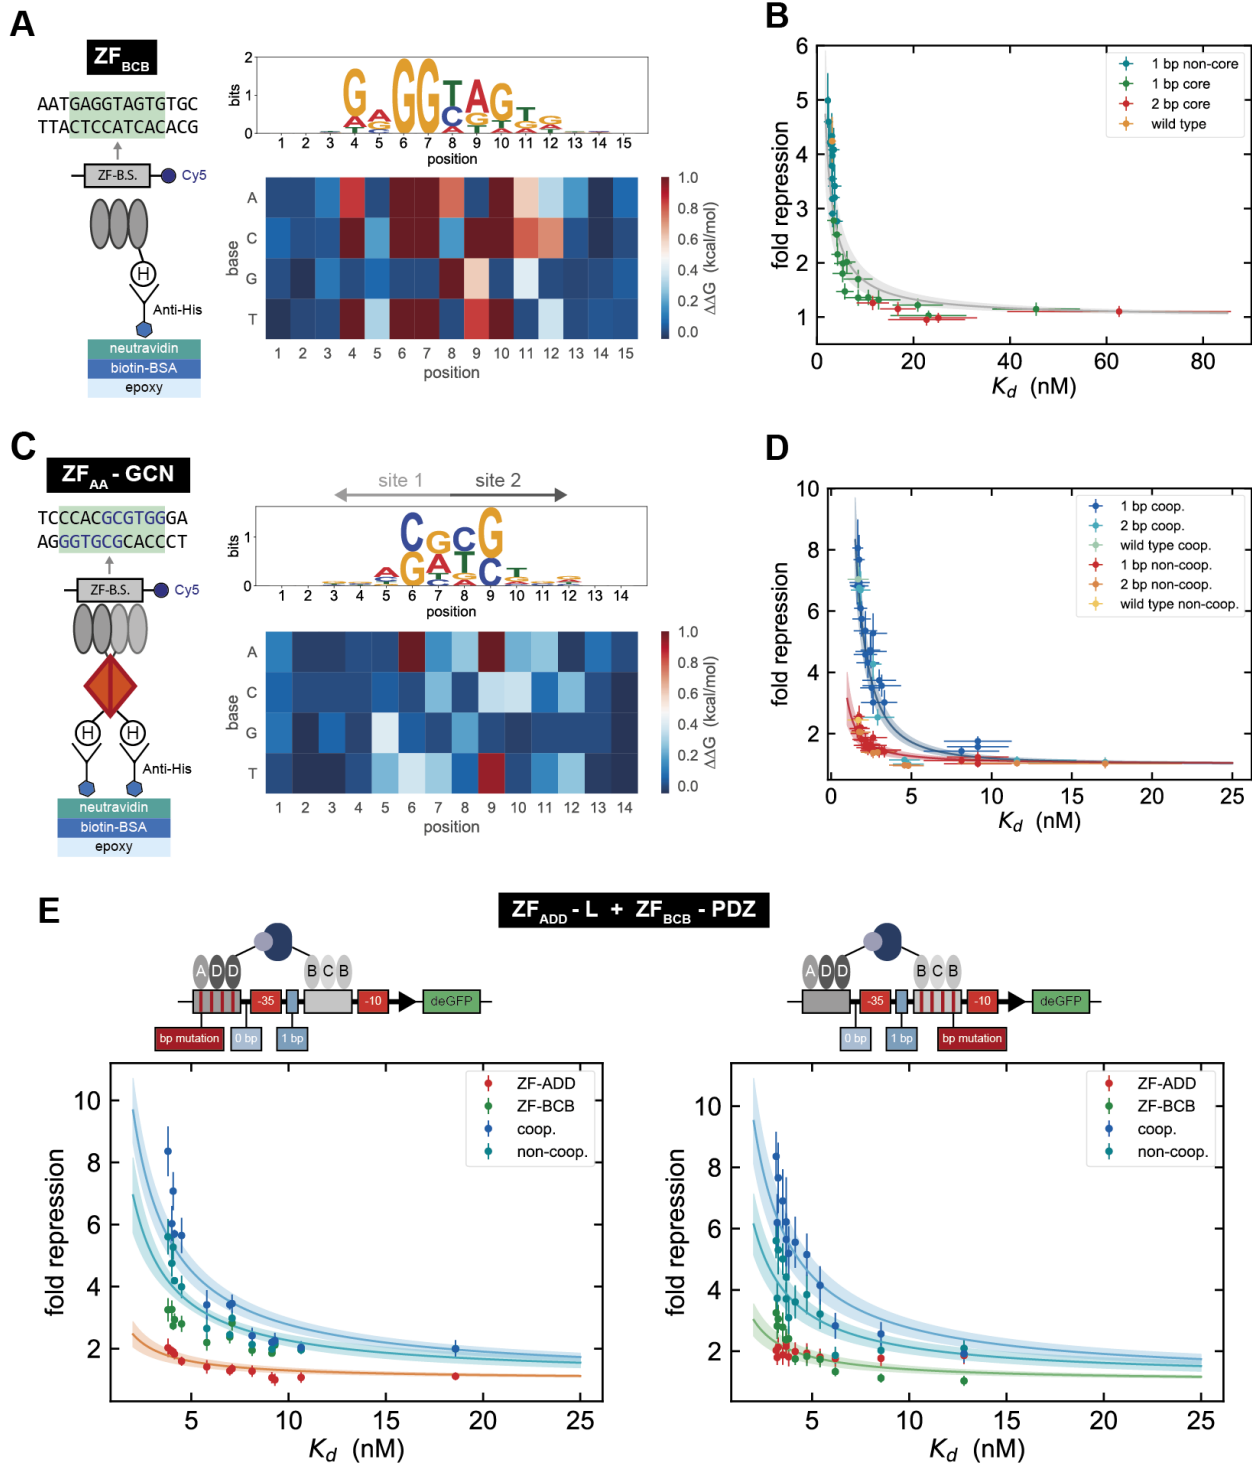 A
ZF BCB
AATGAGGTAGTGTGC
TTACTCCATCACACG
ZF-B.S.
Cy5
H
Anti-His
neutravidin
biotin-BSA
epoxy
2
1
0
bits
G A T A G C GG T C A A G T G T A T G A G G A
1 2 3 4 5 6 7 8 9 10 11 12 13 14 15
position
A
C
G
T
base
1 2 3 4 5 6 7 8 9 10 11 12 13 14 15
position
1.0
0.8
0.6
0.4
0.2
0.0
ΔΔG (kcal/mol)
B
6
5
4
3
2
1
fold repression
0 20 40 60 80
Kd (nM)
1 bp non-core
1 bp core
2 bp core
wild type
C
ZF AA - GCN
TCCCACGCGTGGGA
AGGGTGCGCACCCT
ZF-B.S.
Cy5
H H
Anti-His
neutravidin
biotin-BSA
epoxy
site 1 site 2
1
0
bits
1 2 3 4 5 6 7 8 9 10 11 12 13 14
position
A
C
G
T
base
1 2 3 4 5 6 7 8 9 10 11 12 13 14
position
1.0
0.8
0.6
0.4
0.2
0.0
ΔΔG (kcal/mol)
D
10
8
6
4
2
fold repression
0 5 10 15 20 25
Kd (nM)
1 bp coop.
2 bp coop.
wild type coop.
1 bp non-coop.
2 bp non-coop.
wild type non-coop.
E
ZF ADD - L + ZF BCB - PDZ
A D D B C B
-35 -10 deGFP
bp mutation 0 bp 1 bp
10
8
6
4
2
fold repression
5 10 15 20 25
Kd (nM)
ZF-ADD
ZF-BCB
coop.
non-coop.
A D D B C B
-35 -10 deGFP
0 bp 1 bp bp mutation
10
8
6
4
2
fold repression
5 10 15 20 25
Kd (nM)
ZF-ADD
ZF-BCB
coop.
non-coop.